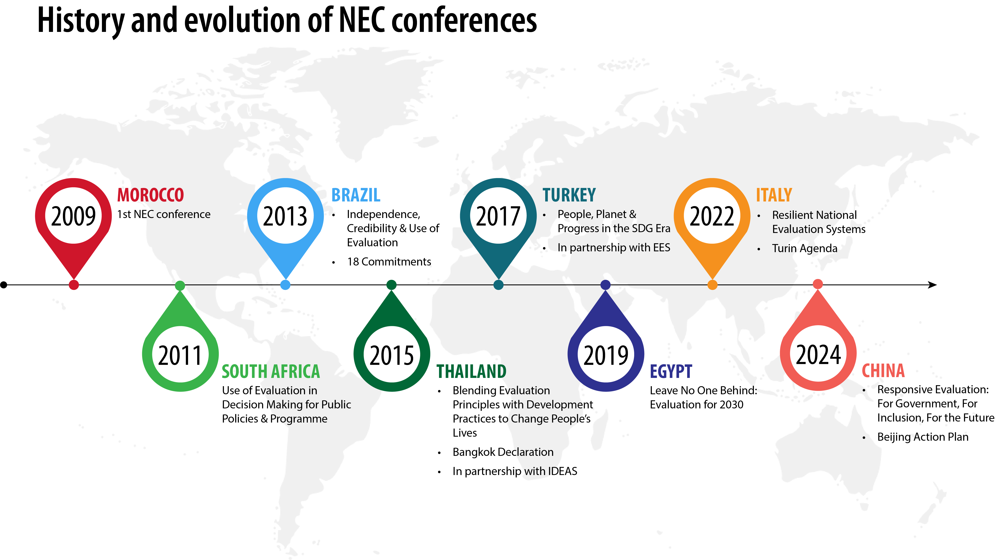 History and evolution of NEC conferences
2009
MOROCCO
1st NEC conference
2011
SOUTH AFRICA
Use of Evaluation in
Decision Making for Public
Policies & Programme
2013
BRAZIL
• Independence,
Credibility & Use of
Evaluation
• 18 Commitments
2015
THAILAND
• Blending Evaluation
Principles with Development
Practices to Change People’s
Lives
• Bangkok Declaration
• In partnership with IDEAS
2017
TURKEY
• People, Planet &
Progress in the SDG Era
• In partnership with EES
2019
EGYPT
Leave No One Behind:
Evaluation for 2030
2022
ITALY
• Resilient National
Evaluation Systems
• Turin Agenda
2024
CHINA
• Responsive Evaluation:
For Government, For
Inclusion, For the Future
• Beijing Action Plan